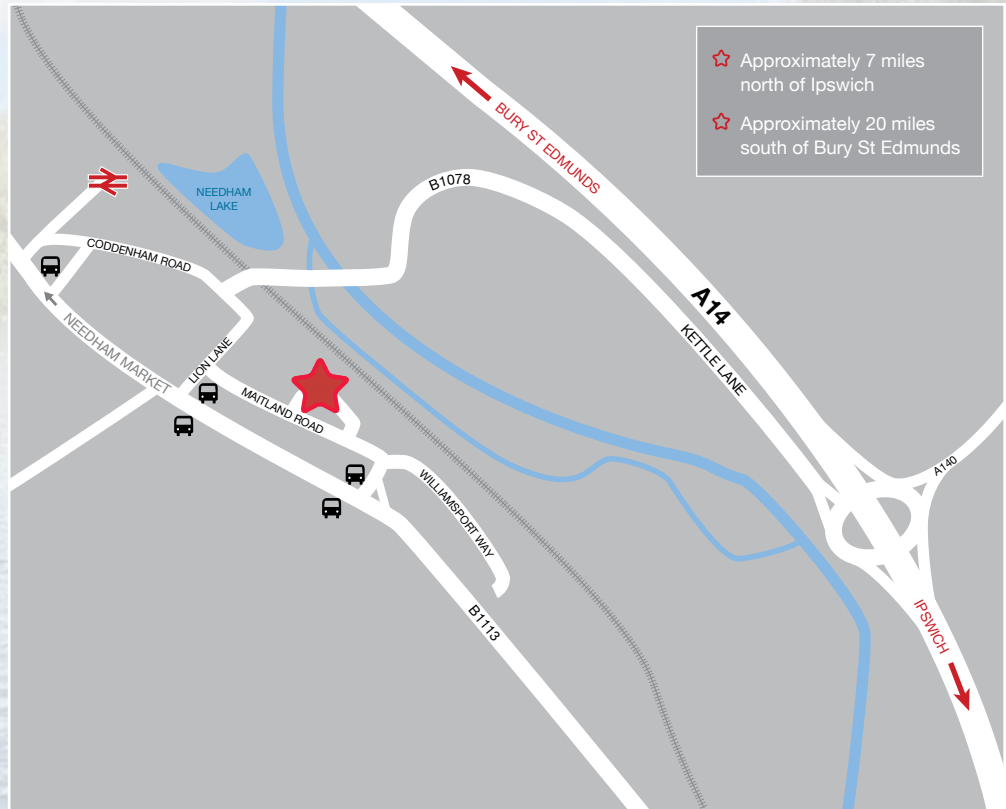 Approximately 7 miles
north of Ipswich
Approximately 20 miles
south of Bury St Edmunds
BURY ST EDMUNDS
B1078
NEEDHAM
LAKE
CODDENHAM ROAD
A14
NEEDHAM MARKET
LION LANE
KETTLE LANE
MAITLAND ROAD
A140
WILLIAMSPORT WAY
B1113
IPSWICH